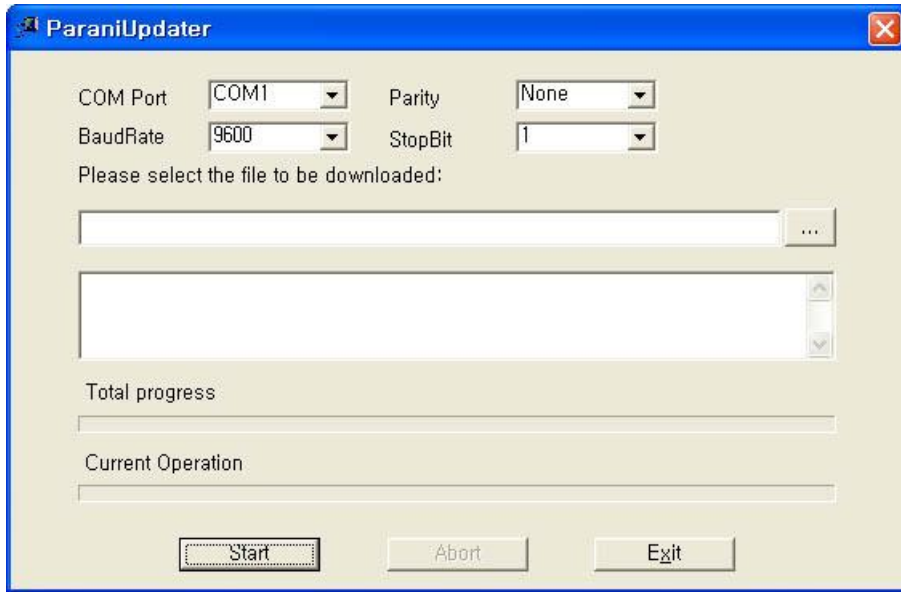 ParaniUpdater
COM Port COM1 Parity None
BaudRate 9600 StopBit 1
Please select the file to be downloaded:
...
Total progress
Current Operation
Start Abort Exit